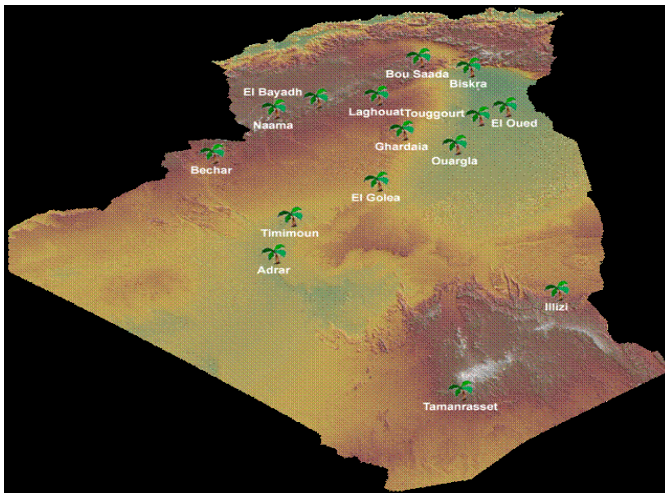 Bou Saada
Biskra
El Bayadh
Laghouat
Touggourt
El Oued
Naama
Ghardaia
Ouargla
Bechar
El Golea
Timimoun
Adrar
Illizi
Tamanrasset